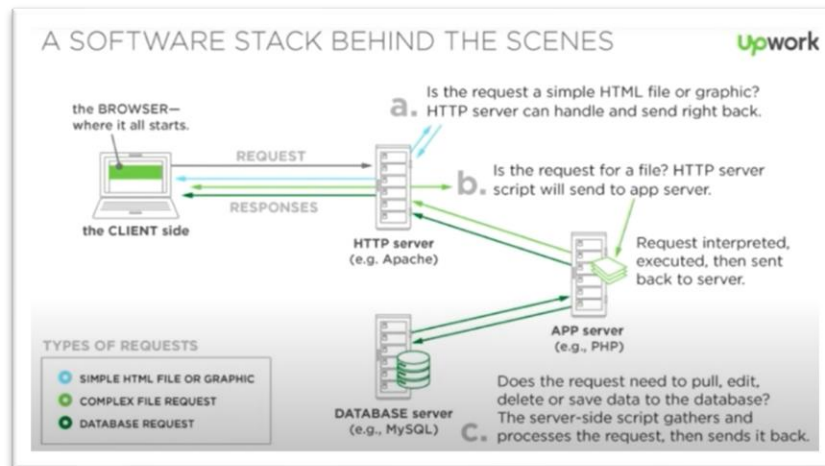 A SOFTWARE STACK BEHIND THE SCENES
Upwork
the BROWSER—
where it all starts.
REQUEST
RESPONSES
the CLIENT side
a.
Is the request a simple HTML file or graphic?
HTTP server can handle and send right back.
b.
Is the request for a file? HTTP server
script will send to app server.
HTTP server
(e.g. Apache)
Request interpreted,
executed, then sent
back to server.
APP server
(e.g., PHP)
TYPES OF REQUESTS
SIMPLE HTML FILE OR GRAPHIC
COMPLEX FILE REQUEST
DATABASE REQUEST
DATABASE server
(e.g., MySQL)
c.
Does the request need to pull, edit,
delete or save data to the database?
The server-side script gathers and
processes the request, then sends it back.